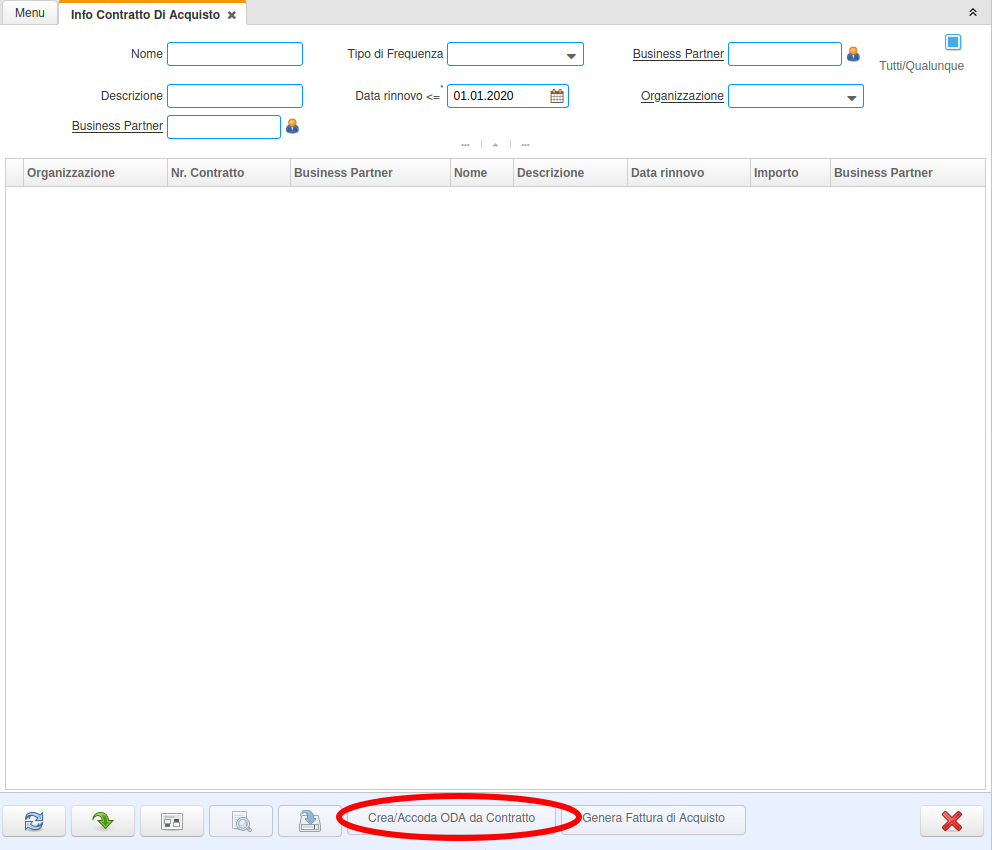 Menu
Info Contratto Di Acquisto
Nome
Tipo di Frequenza
Business Partner
Tutti/Qualunque
Descrizione
Data rinnovo <=*
01.01.2020
Organizzazione
Business Partner
Organizzazione Nr. Contratto Business Partner Nome Descrizione Data rinnovo Importo Business Partner
Crea/Accoda ODA da Contratto
Genera Fattura di Acquisto